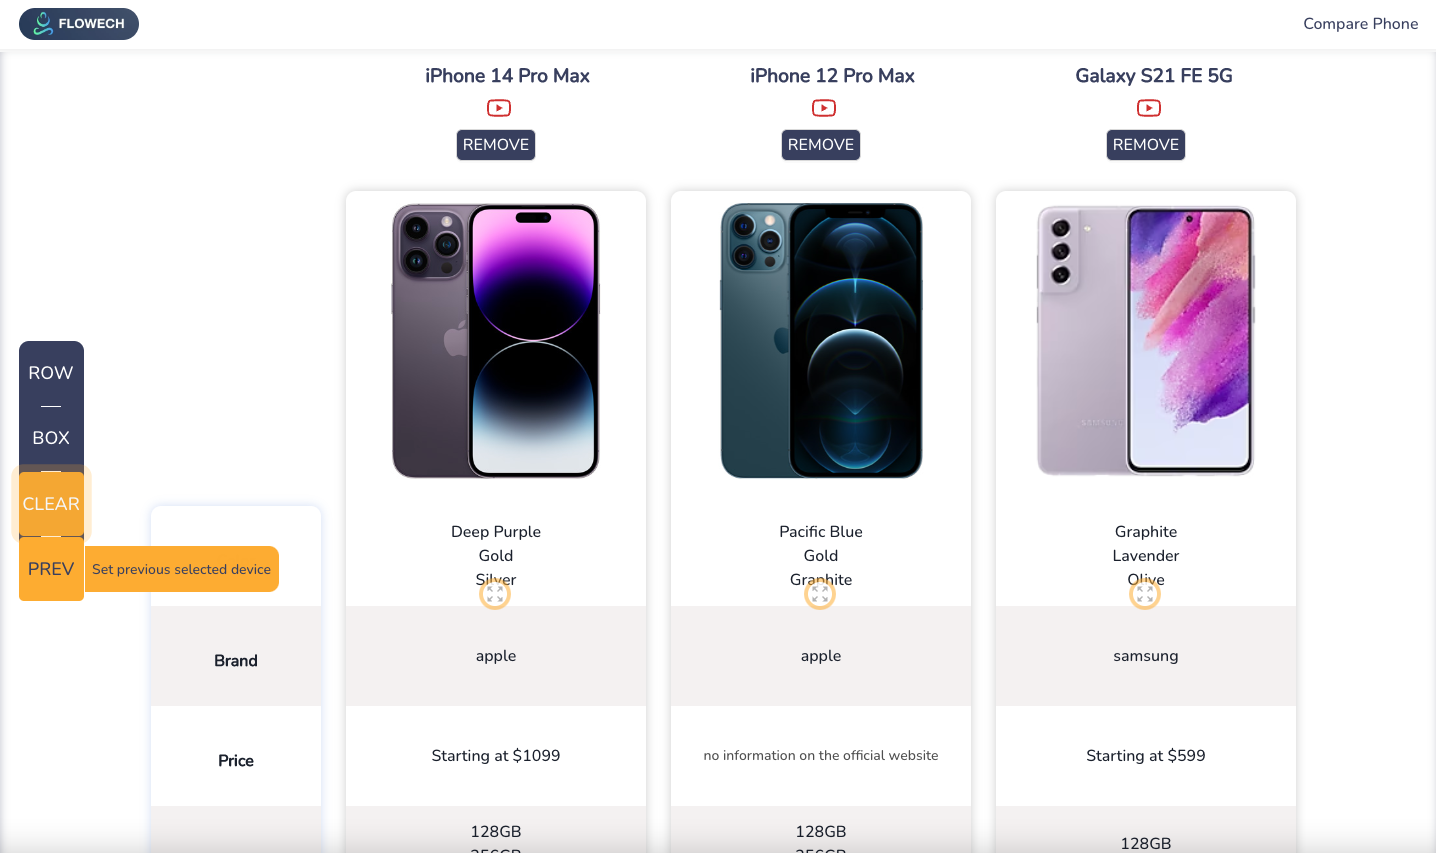 FLOWECH
Compare Phone
iPhone 14 Pro Max
iPhone 12 Pro Max
Galaxy S21 FE 5G
REMOVE
REMOVE
REMOVE
ROW
BOX
CLEAR
PREV
Set previous selected device
SAMSUNG
Deep Purple
Gold
Silver
Pacific Blue
Gold
Graphite
Graphite
Lavender
Olive
Brand
apple
apple
samsung
Price
Starting at $1099
no information on the official website
Starting at $599
128GB
256GB
128GB
256GB
128GB